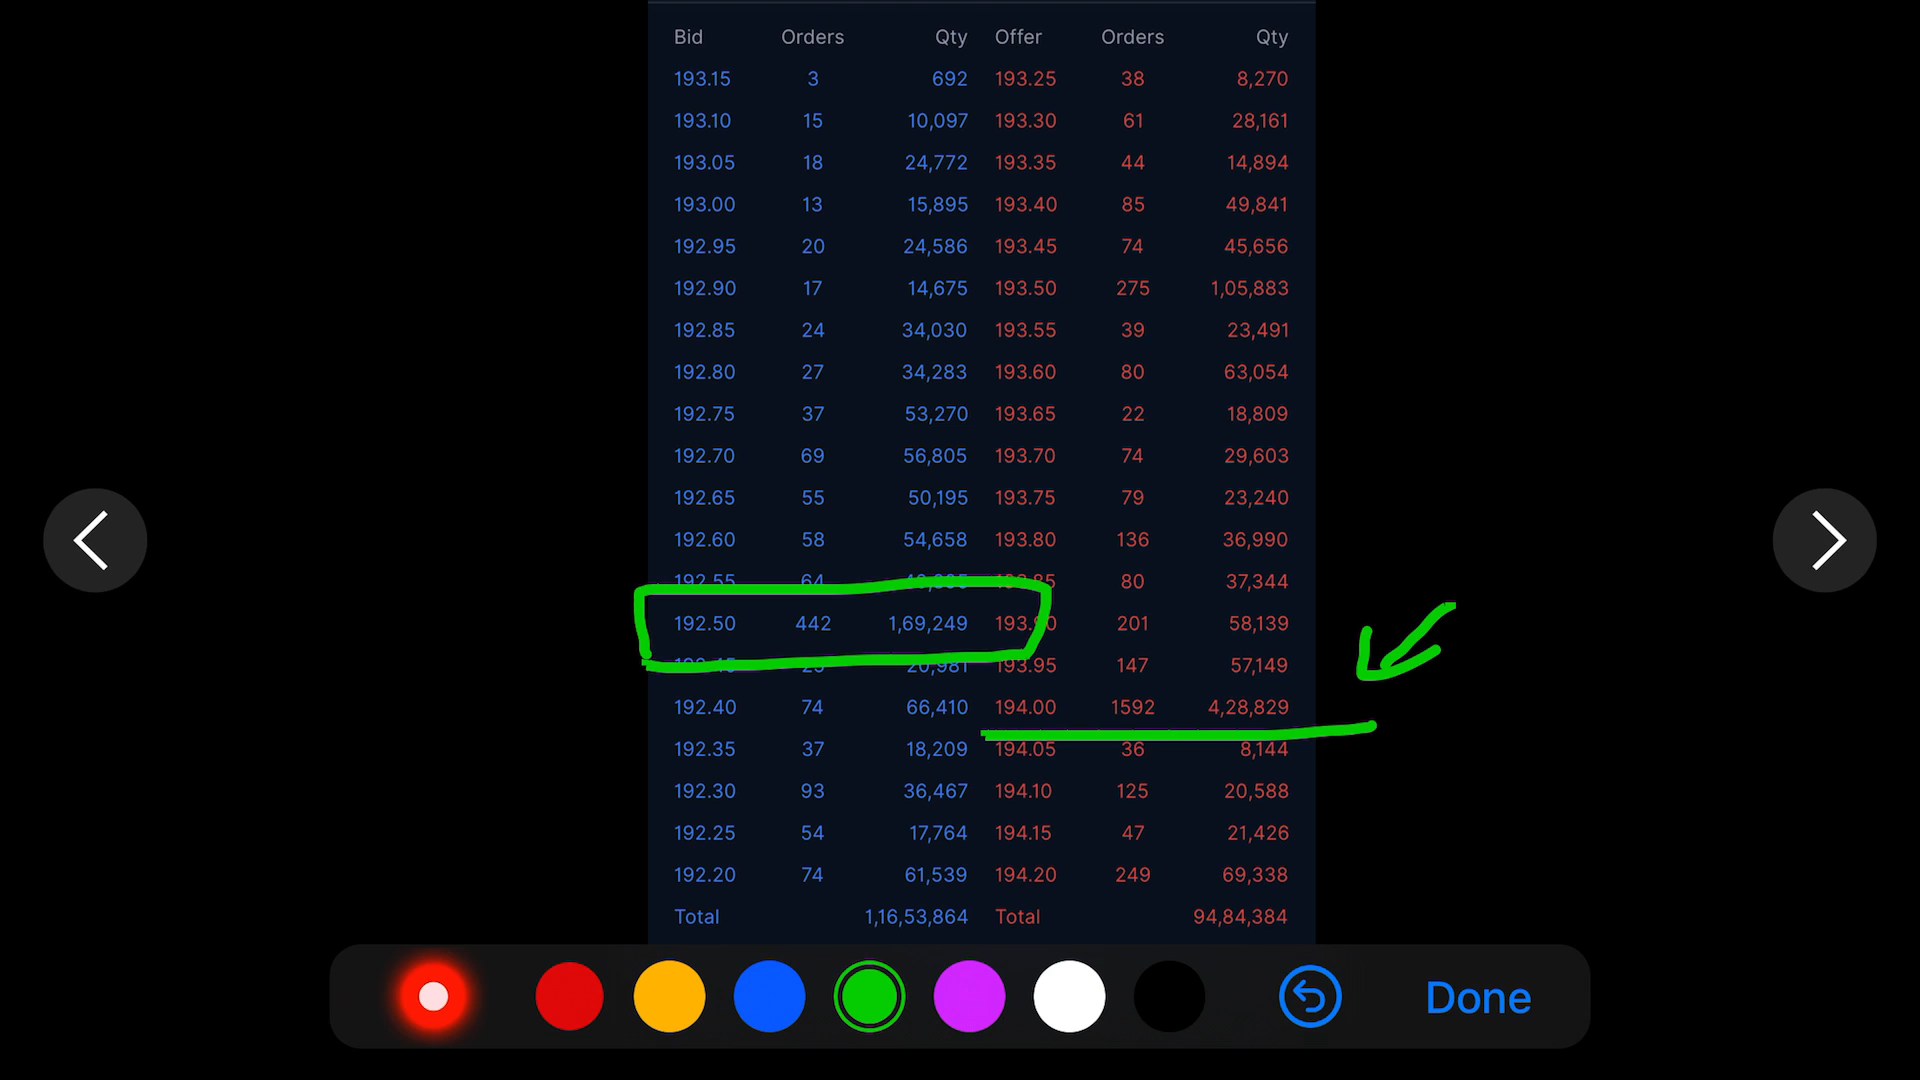 Bid Orders Qty Offer Orders Qty
193.15 3 692 193.25 38 8,270
193.10 15 10,097 193.30 61 28,161
193.05 18 24,772 193.35 44 14,894
193.00 13 15,895 193.40 85 49,841
192.95 20 24,586 193.45 74 45,656
192.90 17 14,675 193.50 275 1,05,883
192.85 24 34,030 193.55 39 23,491
192.80 27 34,283 193.60 80 63,054
192.75 37 53,270 193.65 22 18,809
192.70 69 56,805 193.70 74 29,603
192.65 55 50,195 193.75 79 23,240
192.60 58 54,658 193.80 136 36,990
192.55 64 193.85 80 37,344
192.50 442 1,69,249 193.90 201 58,139
20,981 193.95 147 57,149
192.40 74 66,410 194.00 1592 4,28,829
192.35 37 18,209 194.05 36 8,144
192.30 93 36,467 194.10 125 20,588
192.25 54 17,764 194.15 47 21,426
192.20 74 61,539 194.20 249 69,338
Total 1,16,53,864 Total 94,84,384
Done